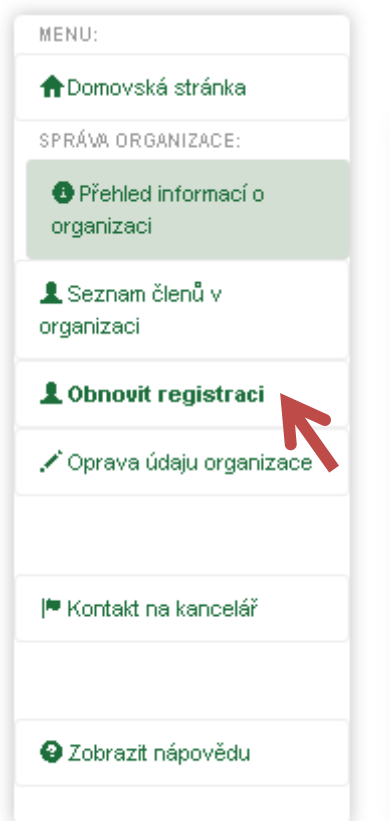 MENU:
Domovská stránka
SPRÁVA ORGANIZACE:
Přehled informací o
organizaci
Seznam členů v
organizaci
Obnovit registraci
Oprava údaju organizace
Kontakt na kancelář
Zobrazit nápovědu